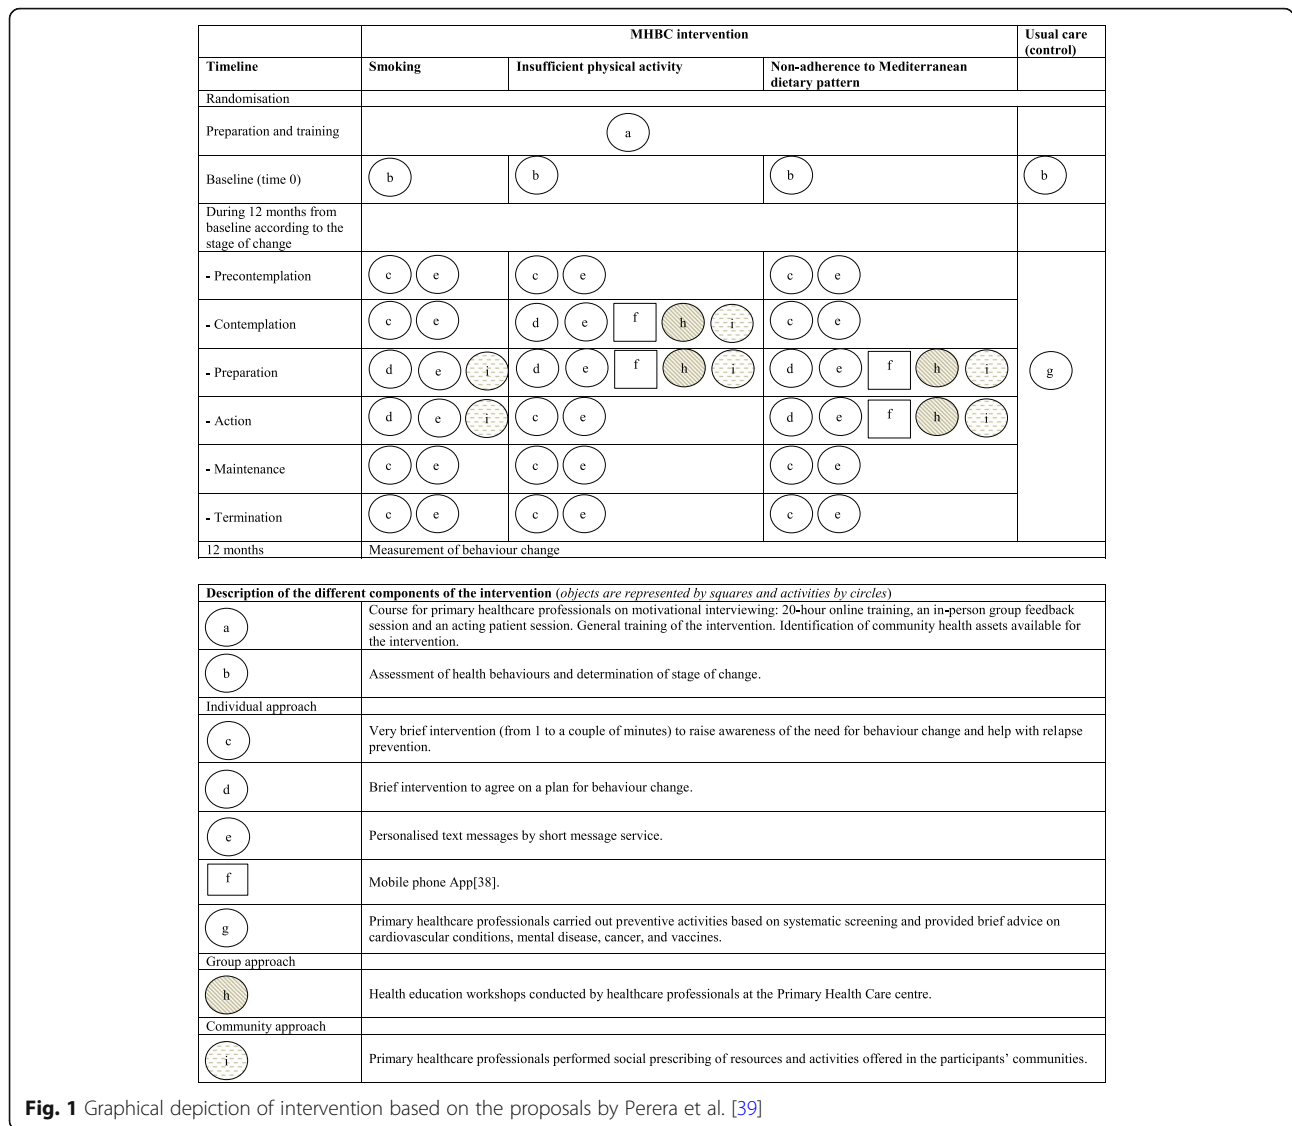 MHBC intervention
Usual care
(control)
Timeline
Smoking
Insufficient physical activity
Non-adherence to Mediterranean
dietary pattern
Randomisation
Preparation and training
a
Baseline (time 0)
b
b
b
b
During 12 months from
baseline according to the
stage of change
- Precontemplation
c e
c e
c e
- Contemplation
c e
d e f h i
c e
- Preparation
d e i
d e f h i
d e f h i
g
- Action
d e i
c e
d e f h i
- Maintenance
c e
c e
c e
- Termination
c e
c e
c e
12 months
Measurement of behaviour change
Description of the different components of the intervention (objects are represented by squares and activities by circles)
a
Course for primary healthcare professionals on motivational interviewing: 20-hour online training, an in-person group feedback
session and an acting patient session. General training of the intervention. Identification of community health assets available for
the intervention.
b
Assessment of health behaviours and determination of stage of change.
Individual approach
c
Very brief intervention (from 1 to a couple of minutes) to raise awareness of the need for behaviour change and help with relapse
prevention.
d
Brief intervention to agree on a plan for behaviour change.
e
Personalised text messages by short message service.
f
Mobile phone App[38].
g
Primary healthcare professionals carried out preventive activities based on systematic screening and provided brief advice on
cardiovascular conditions, mental disease, cancer, and vaccines.
Group approach
h
Health education workshops conducted by healthcare professionals at the Primary Health Care centre.
Community approach
i
Primary healthcare professionals performed social prescribing of resources and activities offered in the participants' communities.
Fig. 1 Graphical depiction of intervention based on the proposals by Perera et al. [39]